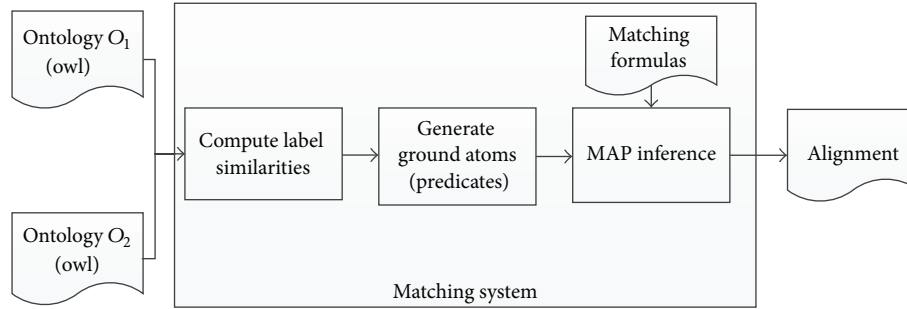 Ontology O₁
(owl)
Matching
formulas
Compute label
similarities
Generate
ground atoms
(predicates)
MAP inference
Alignment
Ontology O₂
(owl)
Matching system